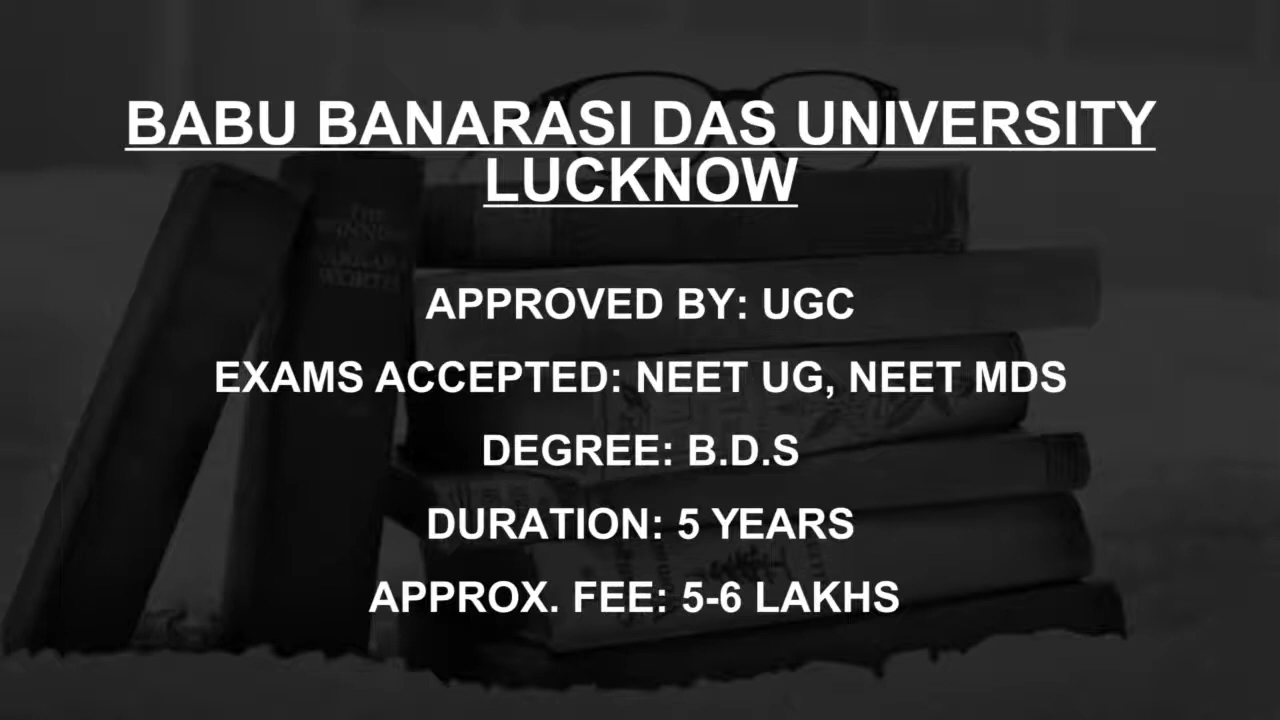 BABU BANARASI DAS UNIVERSITY
LUCKNOW
APPROVED BY: UGC
EXAMS ACCEPTED: NEET UG, NEET MDS
DEGREE: B.D.S
DURATION: 5 YEARS
APPROX. FEE: 5-6 LAKHS